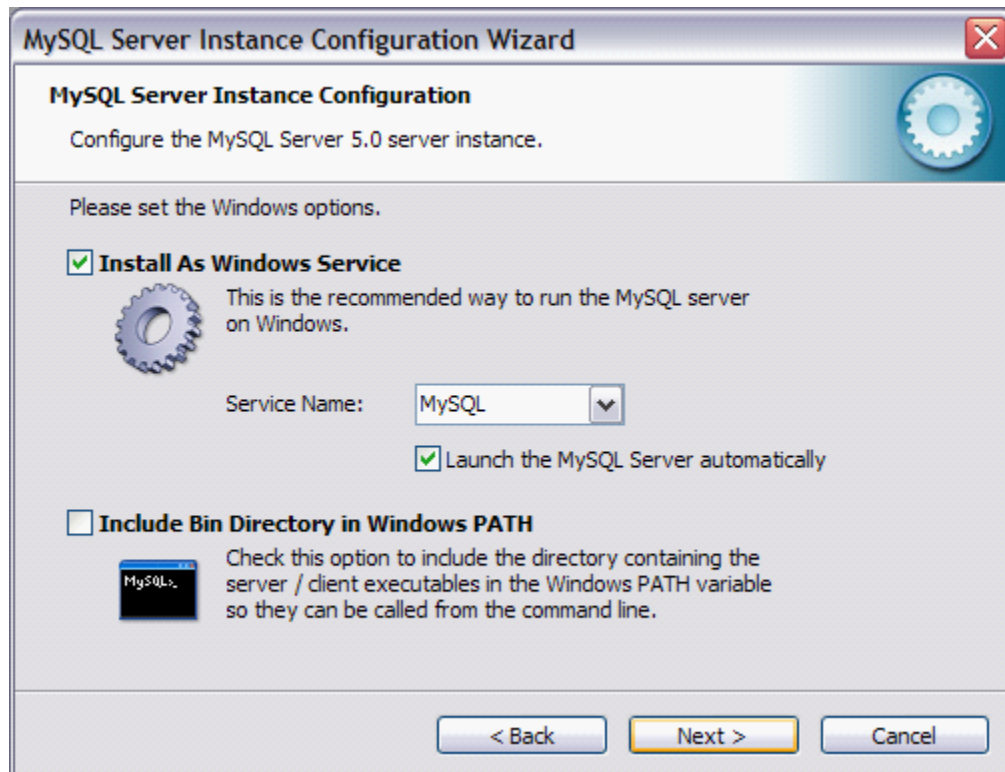 MySQL Server Instance Configuration Wizard
MySQL Server Instance Configuration
Configure the MySQL Server 5.0 server instance.
Please set the Windows options.
Install As Windows Service
This is the recommended way to run the MySQL server
on Windows.
Service Name: MySQL
Launch the MySQL Server automatically
Include Bin Directory in Windows PATH
MySQL>_
Check this option to include the directory containing the
server / client executables in the Windows PATH variable
so they can be called from the command line.
< Back Next > Cancel